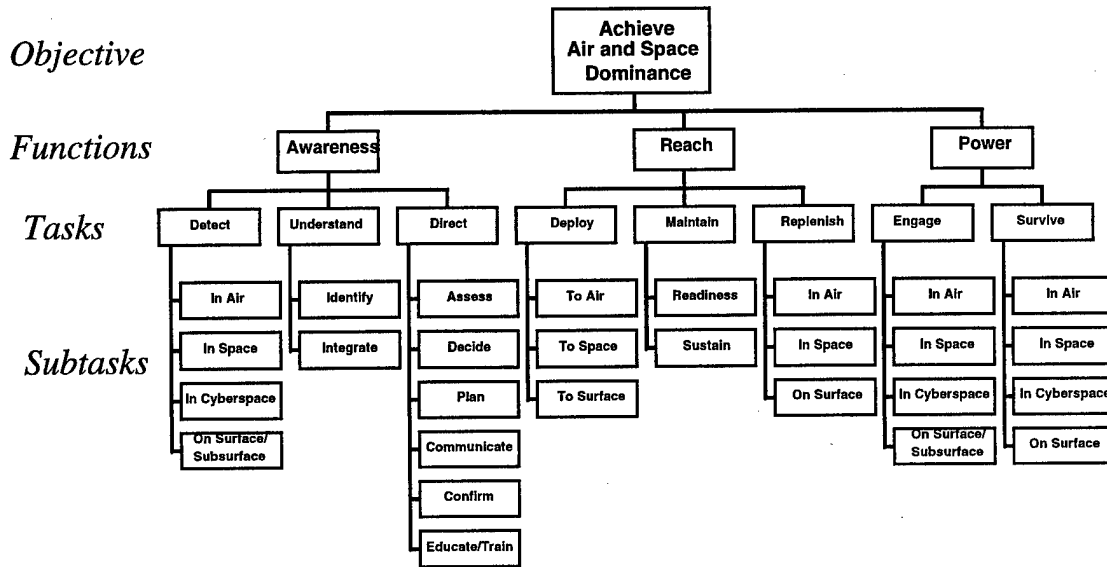 Objective
Achieve
Air and Space
Dominance
Functions
Awareness
Reach
Power
Tasks
Detect
Understand
Direct
Deploy
Maintain
Replenish
Engage
Survive
Subtasks
In Air
In Space
In Cyberspace
On Surface/
Subsurface
Identify
Integrate
Assess
Decide
Plan
Communicate
Confirm
Educate/Train
To Air
To Space
To Surface
Readiness
Sustain
In Air
In Space
On Surface
In Air
In Space
In Cyberspace
On Surface/
Subsurface
In Air
In Space
In Cyberspace
On Surface